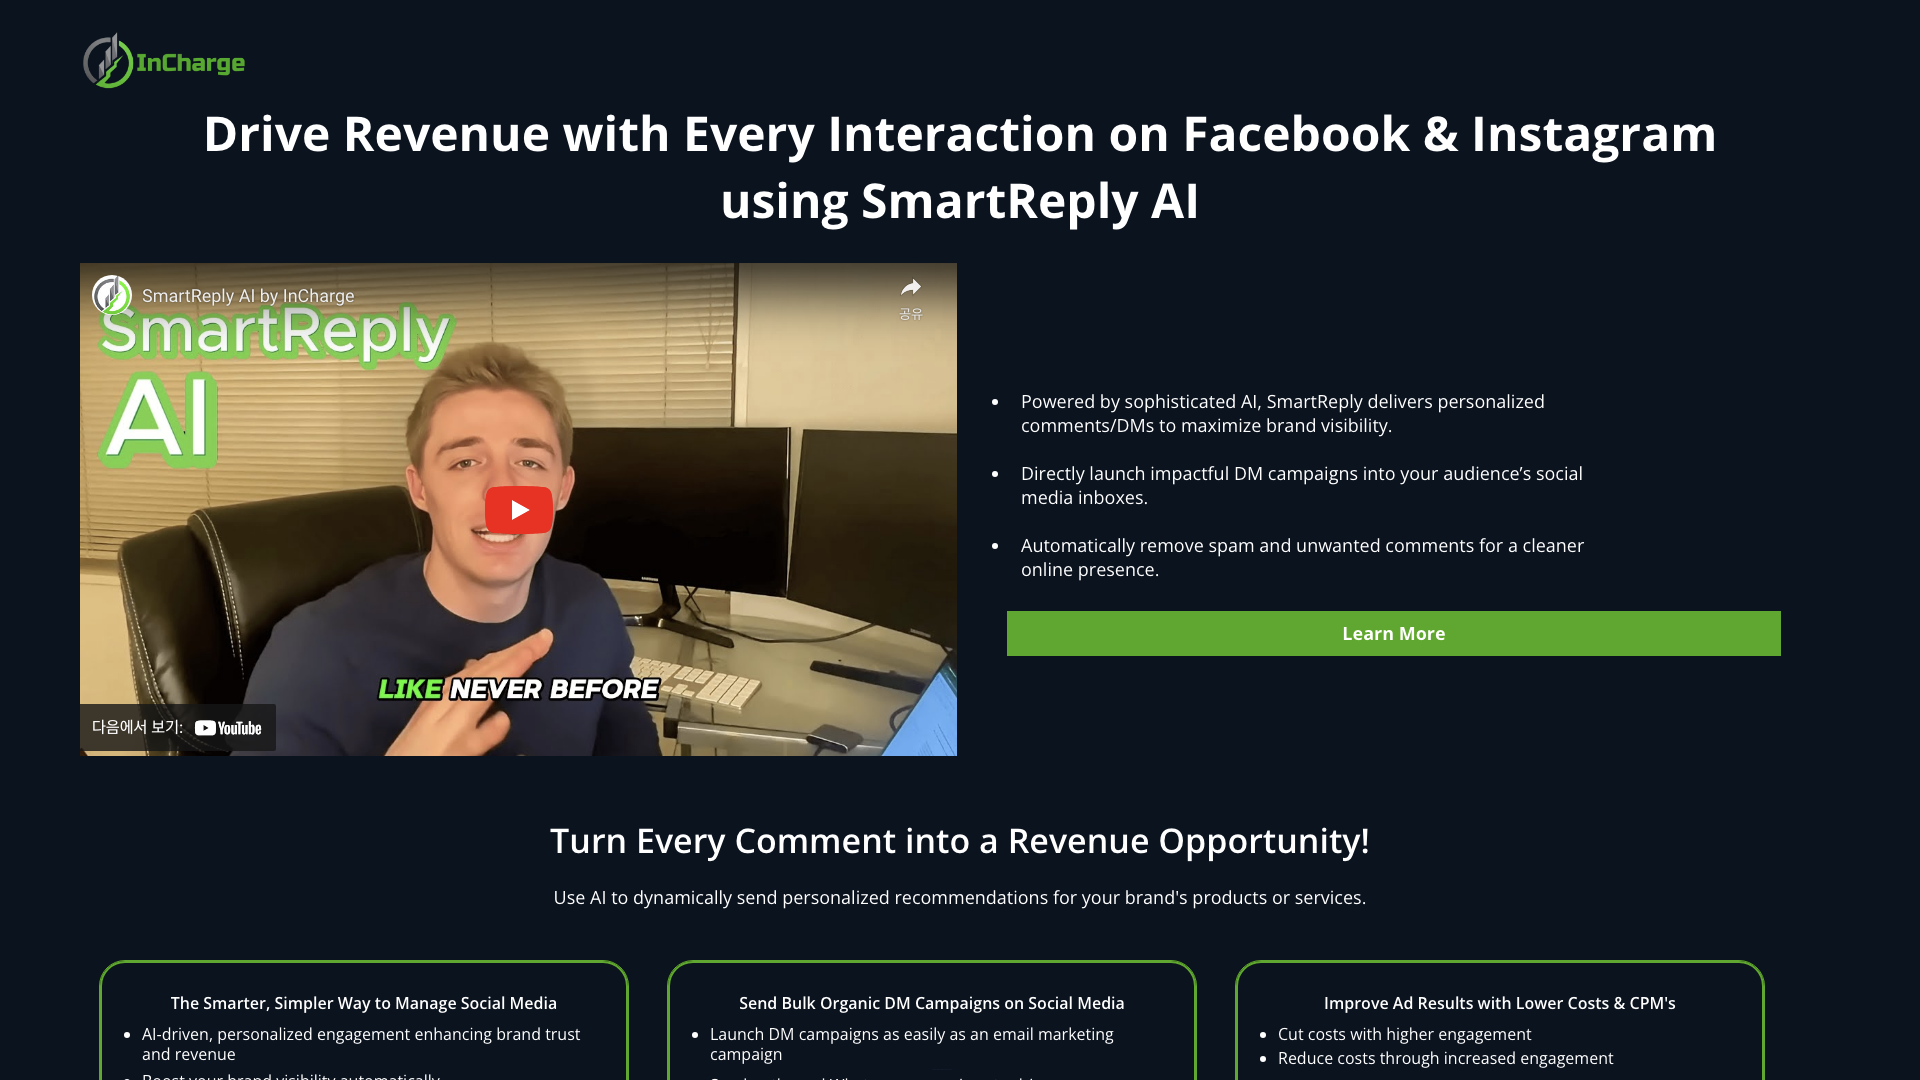 InCharge
Drive Revenue with Every Interaction on Facebook & Instagram
using SmartReply AI
SmartReply AI by InCharge
공유
SmartReply
AI
LIKE NEVER BEFORE
다음에서 보기: YouTube
• Powered by sophisticated AI, SmartReply delivers personalized
comments/DMs to maximize brand visibility.
• Directly launch impactful DM campaigns into your audience’s social
media inboxes.
• Automatically remove spam and unwanted comments for a cleaner
online presence.
Learn More
Turn Every Comment into a Revenue Opportunity!
Use AI to dynamically send personalized recommendations for your brand's products or services.
The Smarter, Simpler Way to Manage Social Media
• AI-driven, personalized engagement enhancing brand trust
and revenue
• Boost your brand visibility automatically
Send Bulk Organic DM Campaigns on Social Media
• Launch DM campaigns as easily as an email marketing
campaign
Improve Ad Results with Lower Costs & CPM's
• Cut costs with higher engagement
• Reduce costs through increased engagement